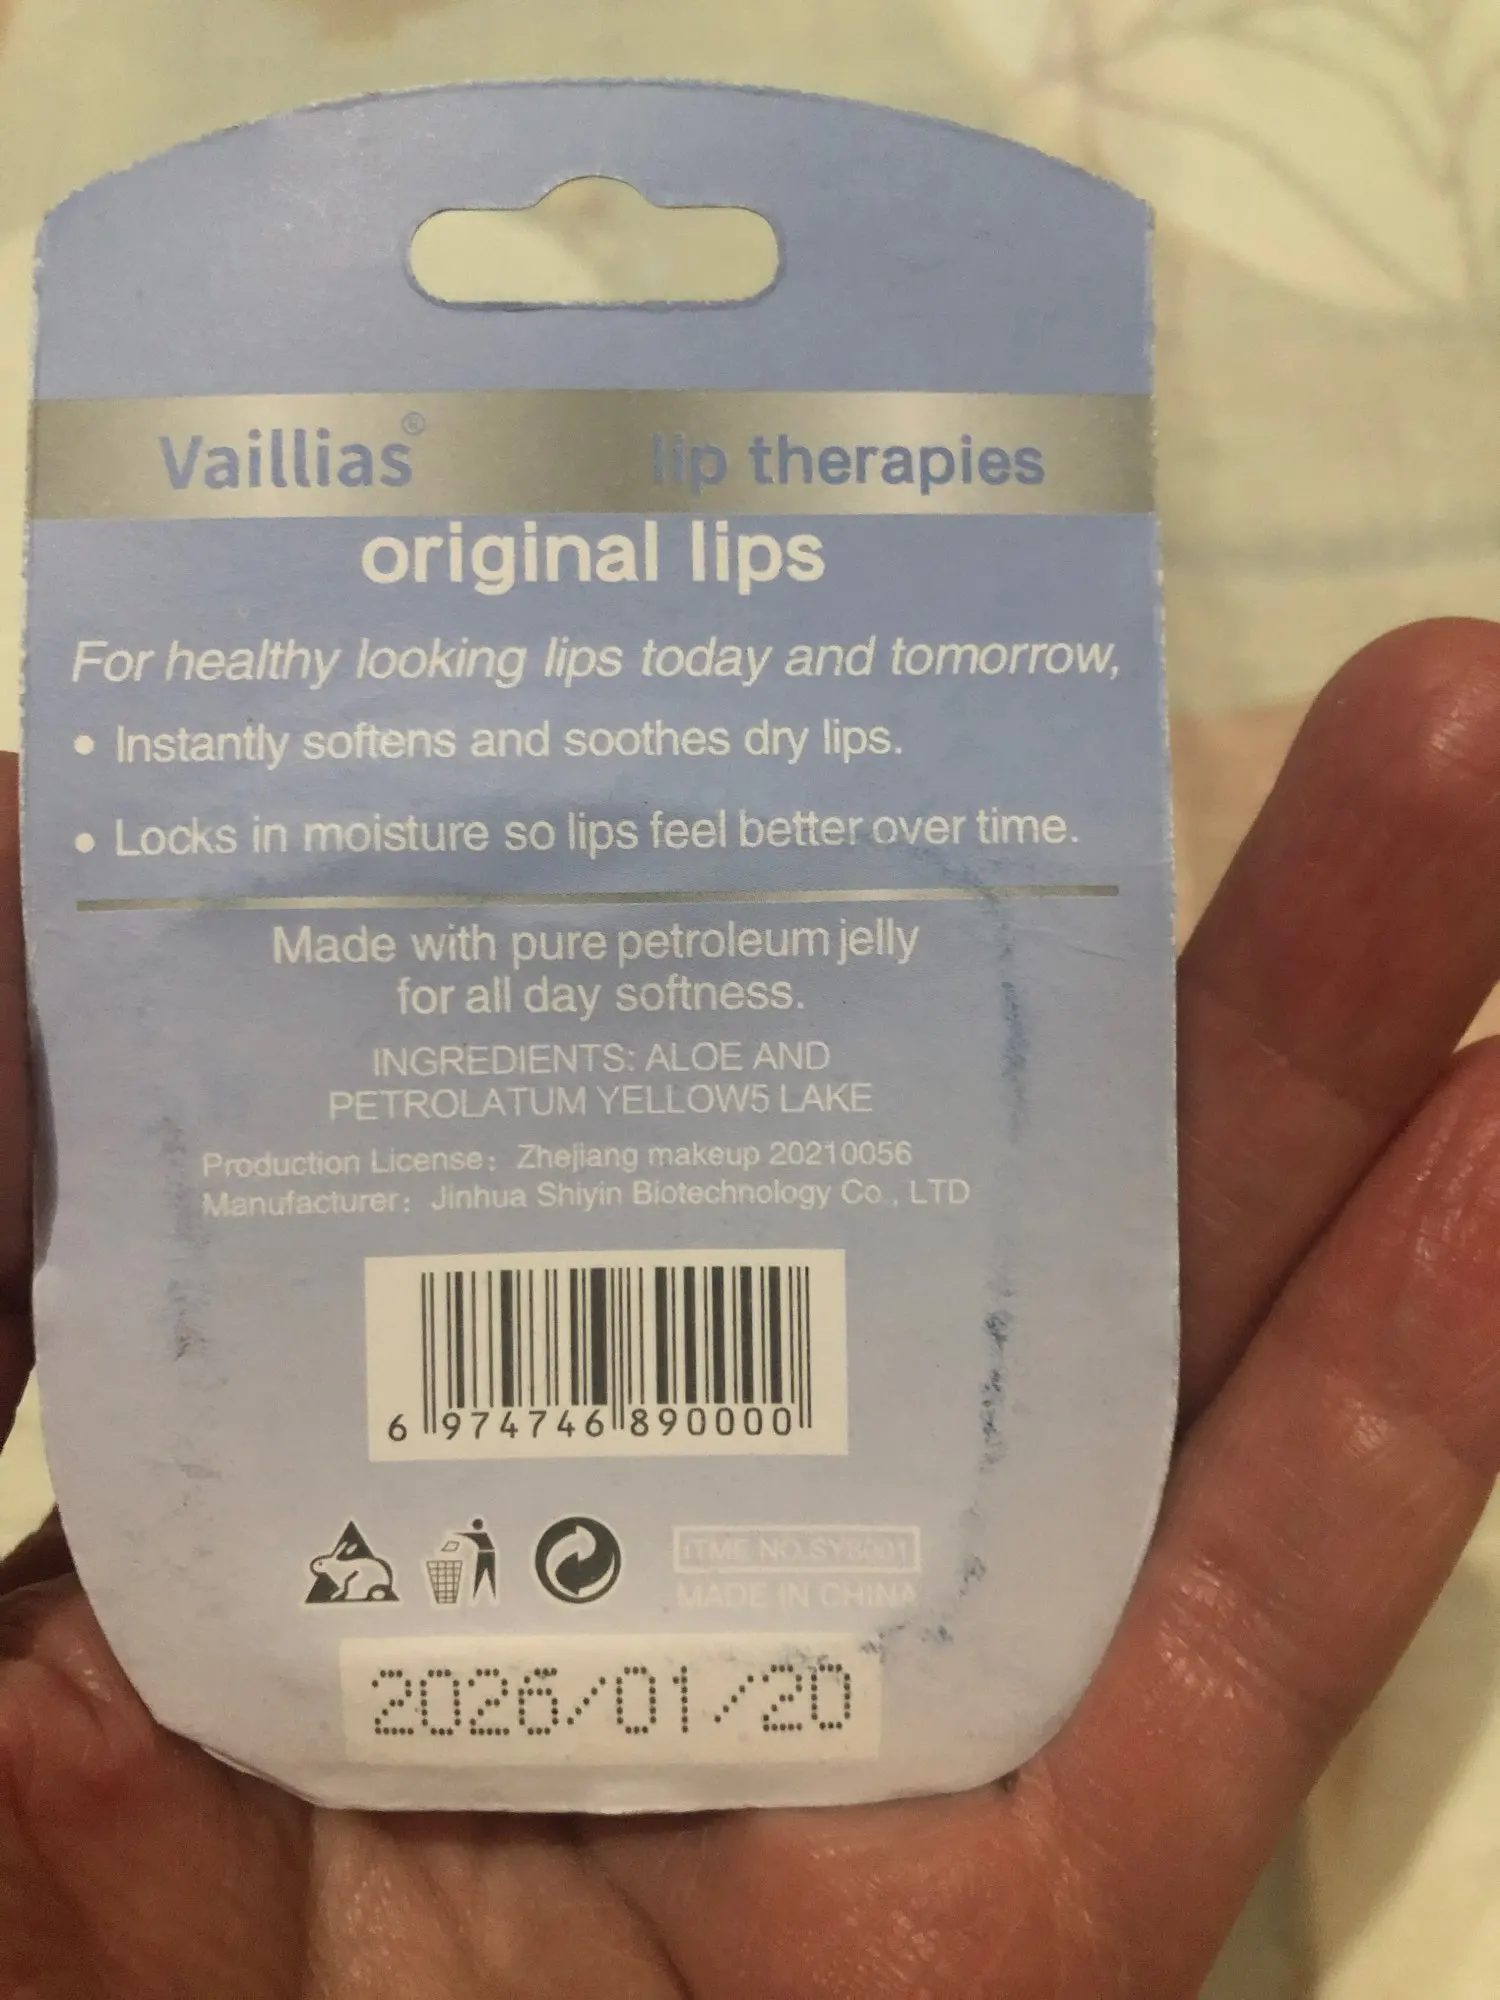 Vaillias® lip therapies
original lips
For healthy looking lips today and tomorrow,
• Instantly softens and soothes dry lips.
• Locks in moisture so lips feel better over time.
Made with pure petroleum jelly
for all day softness.
INGREDIENTS: ALOE AND
PETROLATUM YELLOW5 LAKE
Production License: Zhejiang makeup 20210056
Manufacturer: Jinhua Shiyin Biotechnology Co., LTD
6 974746 890000
ITME NO.SY8001
MADE IN CHINA
2026/01/20